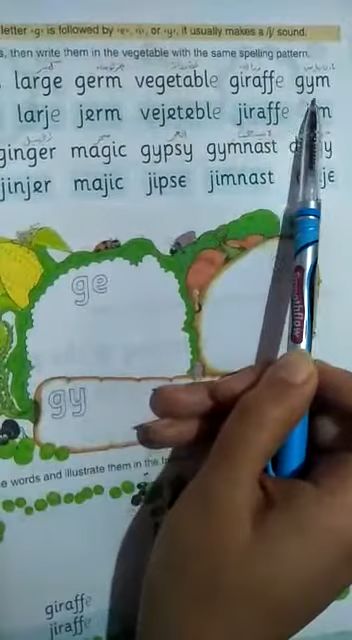 letter ‹g› is followed by ‹e›, ‹i›, or ‹y›, it usually makes a /j/ sound.
s, then write them in the vegetable with the same spelling pattern.
large germ vegetable giraffe gym
larje jerm vejetable jiraffe
ginger magic gypsy gymnast
jinjer majic jipse jimnast
ge
gy
e words and illustrate them in the
giraffe
jiraffe